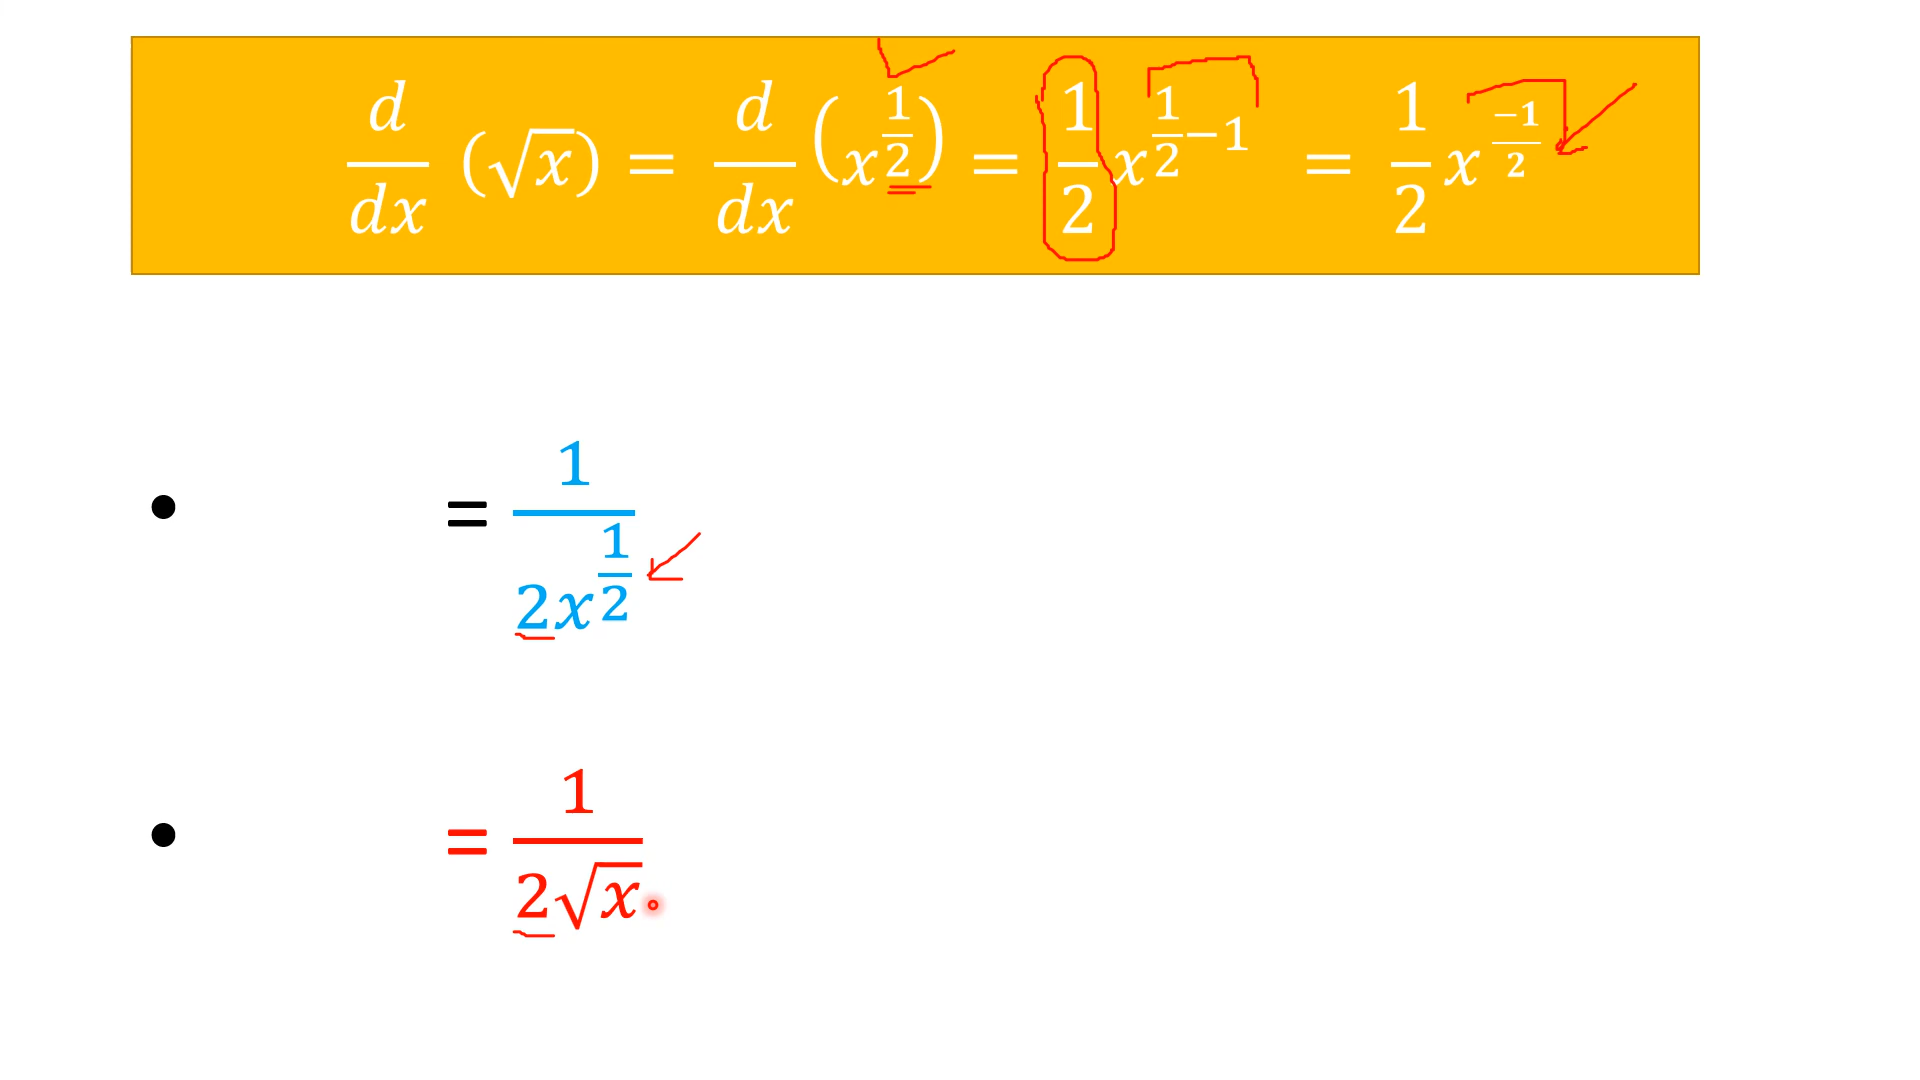 d/dx (√x) = d/dx (x^(1/2)) = 1/2 x^(1/2 − 1) = 1/2 x^(−1/2)
• = 1/(2x^(1/2))
• = 1/(2√x)